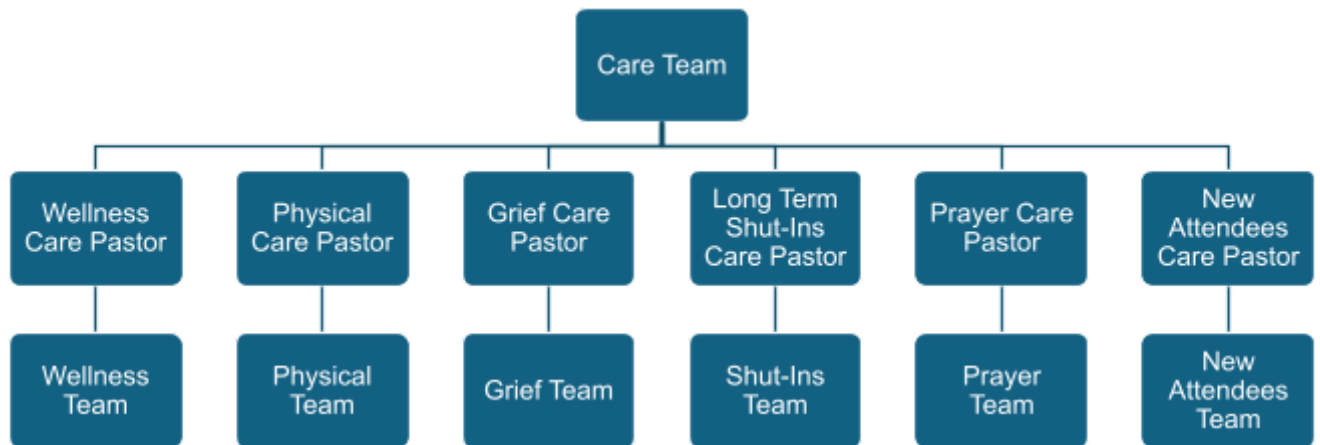 Care Team
Wellness
Care Pastor
Physical
Care Pastor
Grief Care
Pastor
Long Term
Shut-Ins
Care Pastor
Prayer Care
Pastor
New
Attendees
Care Pastor
Wellness
Team
Physical
Team
Grief Team
Shut-Ins
Team
Prayer
Team
New
Attendees
Team